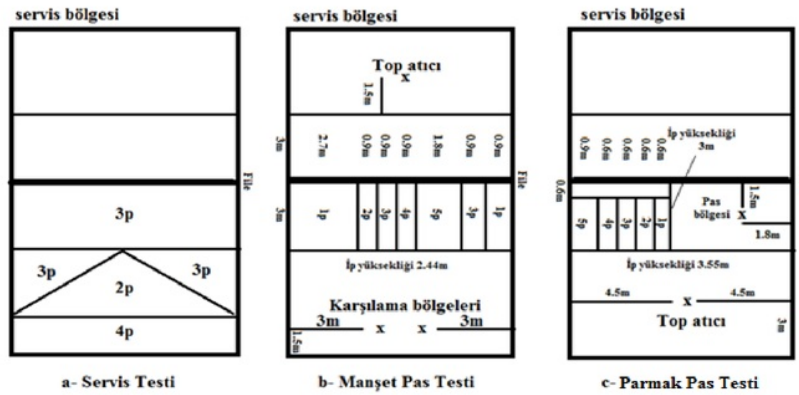 servis bölgesi
3p
3p
3p
2p
4p
File
a- Servis Testi
servis bölgesi
Top atıcı
x
1.5m
3m
2.7m
0.9m
0.9m
0.9m
1.8m
0.9m
0.9m
File
3m
1p
2p
3p
4p
5p
3p
1p
İp yüksekliği 2.44m
Karşılama bölgeleri
3m
x
x
3m
1.5m
b- Manşet Pas Testi
servis bölgesi
İp yüksekliği
3m
0.9m
0.6m
0.6m
0.6m
0.6m
0.6m
5p
4p
3p
2p
1p
Pas
bölgesi
x
1.5m
1.8m
İp yüksekliği 3.55m
4.5m
x
4.5m
Top atıcı
3m
c- Parmak Pas Testi